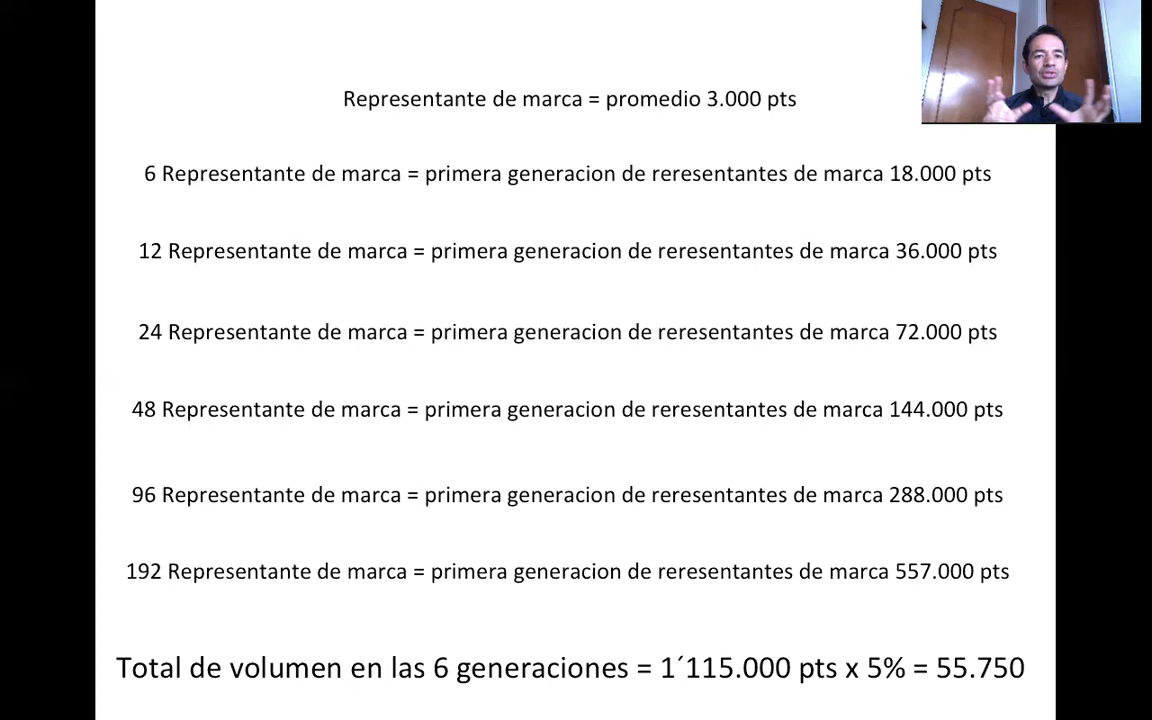 Representante de marca = promedio 3.000 pts
6 Representante de marca = primera generacion de reresentantes de marca 18.000 pts
12 Representante de marca = primera generacion de reresentantes de marca 36.000 pts
24 Representante de marca = primera generacion de reresentantes de marca 72.000 pts
48 Representante de marca = primera generacion de reresentantes de marca 144.000 pts
96 Representante de marca = primera generacion de reresentantes de marca 288.000 pts
192 Representante de marca = primera generacion de reresentantes de marca 557.000 pts
Total de volumen en las 6 generaciones = 1´115.000 pts x 5% = 55.750